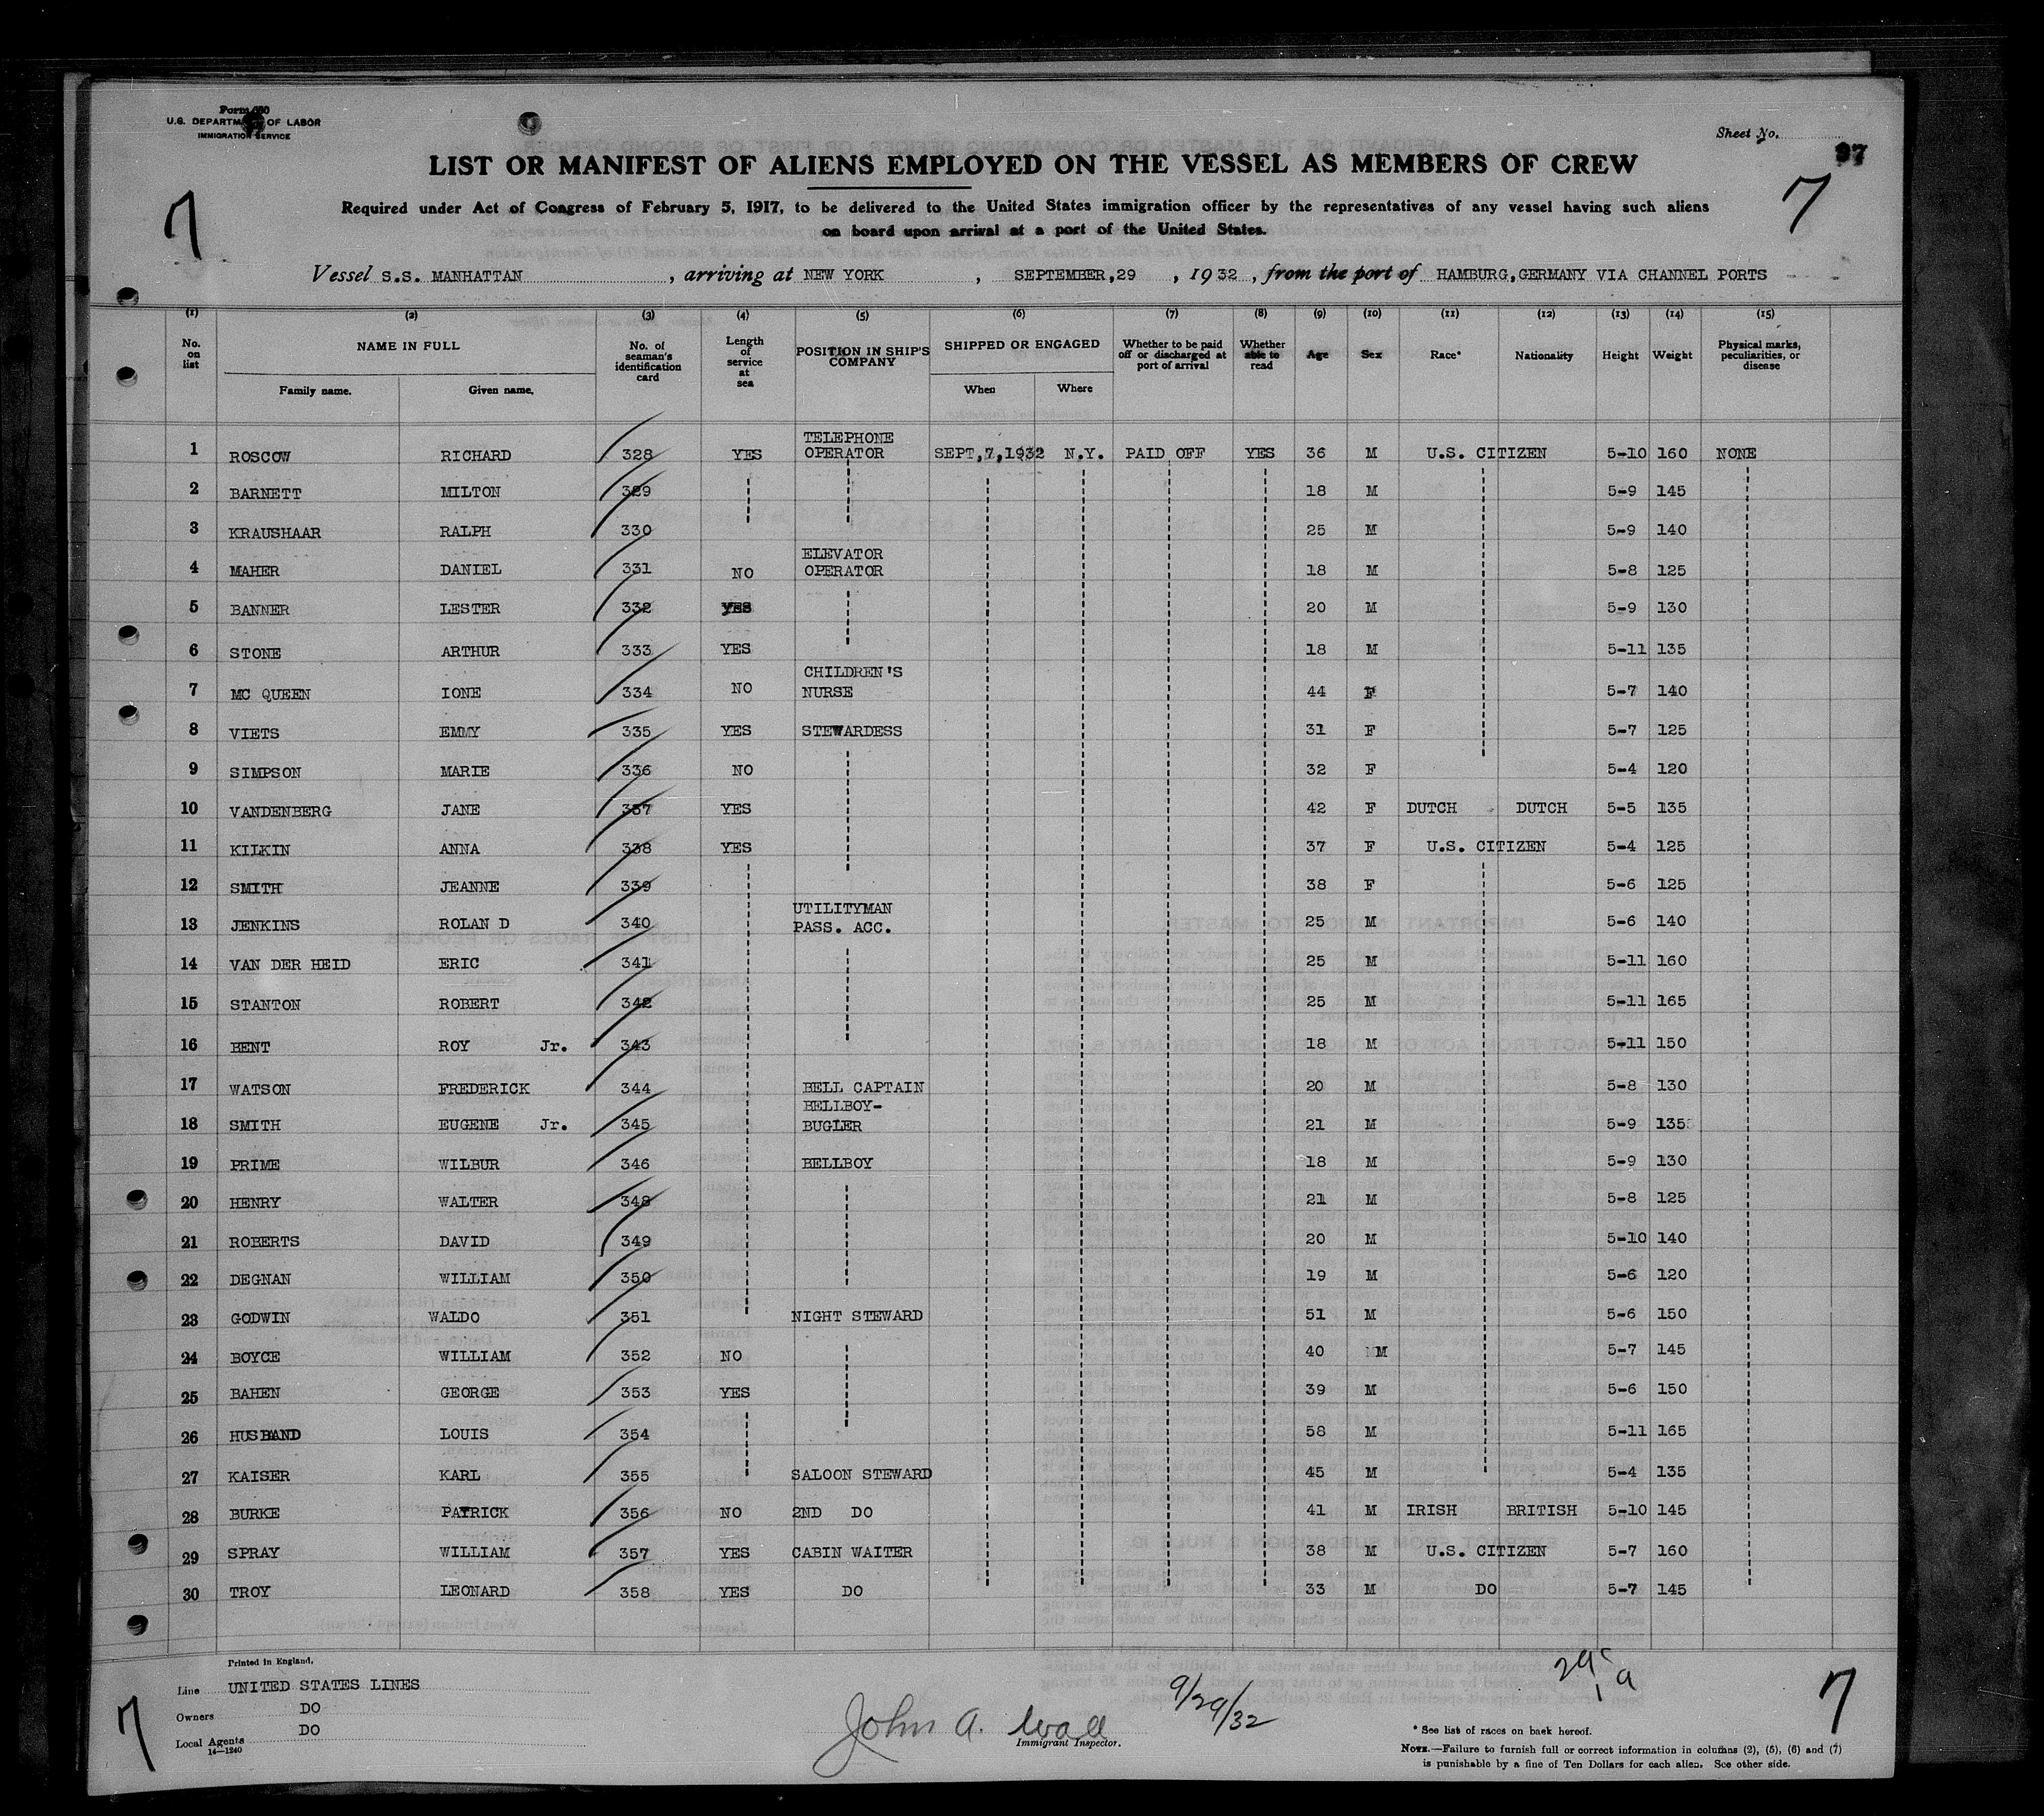 Form 680
U.S. DEPARTMENT OF LABOR
IMMIGRATION SERVICE
Sheet No.
97
LIST OR MANIFEST OF ALIENS EMPLOYED ON THE VESSEL AS MEMBERS OF CREW
7 7
Required under Act of Congress of February 5, 1917, to be delivered to the United States immigration officer by the representatives of any vessel having such aliens
on board upon arrival at a port of the United States.
Vessel S.S. MANHATTAN, arriving at NEW YORK, SEPTEMBER,29, 1932, from the port of HAMBURG,GERMANY VIA CHANNEL PORTS
(1) (2) (3) (4) (5) (6) (7) (8) (9) (10) (11) (12) (13) (14) (15)
No. on list NAME IN FULL Family name. Given name. No. of seaman's identification card Length of service at sea POSITION IN SHIP'S COMPANY SHIPPED OR ENGAGED When Where Whether to be paid off or discharged at port of arrival Whether able to read Age Sex Race* Nationality Height Weight Physical marks, peculiarities, or disease
1 ROSCOW RICHARD 328 YES TELEPHONE OPERATOR SEPT,7,1932 N.Y. PAID OFF YES 36 M U.S. CITIZEN 5-10 160 NONE
2 BARNETT MILTON 329 18 M 5-9 145
3 KRAUSHAAR RALPH 330 25 M 5-9 140
4 MAHER DANIEL 331 NO ELEVATOR OPERATOR 18 M 5-8 125
5 BANNER LESTER 332 YES 20 M 5-9 130
6 STONE ARTHUR 333 YES 18 M 5-11 135
7 MC QUEEN IONE 334 NO CHILDREN'S NURSE 44 F 5-7 140
8 VIETS EMMY 335 YES STEWARDESS 31 F 5-7 125
9 SIMPSON MARIE 336 NO 32 F 5-4 120
10 VANDENBERG JANE 337 YES 42 F DUTCH DUTCH 5-5 135
11 KILKIN ANNA 338 YES 37 F U.S. CITIZEN 5-4 125
12 SMITH JEANNE 339 38 F 5-6 125
13 JENKINS ROLAN D 340 UTILITYMAN PASS. ACC. 25 M 5-6 140
14 VAN DER HEID ERIC 341 25 M 5-11 160
15 STANTON ROBERT 342 25 M 5-11 165
16 BENT ROY Jr. 343 18 M 5-11 150
17 WATSON FREDERICK 344 BELL CAPTAIN 20 M 5-8 130
18 SMITH EUGENE Jr. 345 BELLBOY-BUGLER 21 M 5-9 135
19 PRIME WILBUR 346 BELLBOY 18 M 5-9 130
20 HENRY WALTER 348 21 M 5-8 125
21 ROBERTS DAVID 349 20 M 5-10 140
22 DEGNAN WILLIAM 350 19 M 5-6 120
23 GODWIN WALDO 351 NIGHT STEWARD 51 M 5-6 150
24 BOYCE WILLIAM 352 NO 40 M 5-7 145
25 BAHEN GEORGE 353 YES 39 M 5-6 150
26 HUSBAND LOUIS 354 58 M 5-11 165
27 KAISER KARL 355 SALOON STEWARD 45 M 5-4 135
28 BURKE PATRICK 356 NO 2ND DO 41 M IRISH BRITISH 5-10 145
29 SPRAY WILLIAM 357 YES CABIN WAITER 38 M U.S. CITIZEN 5-7 160
30 TROY LEONARD 358 YES DO 33 M DO 5-7 145
Printed in England.
Line UNITED STATES LINES
Owners DO
Local Agents DO
14—1240
7
John A. Wall
Immigrant Inspector.
9/29/32
29 c
1 a
7
* See list of races on back hereof.
NOTE.—Failure to furnish full or correct information in columns (2), (5), (6) and (7)
is punishable by a fine of Ten Dollars for each alien. See other side.